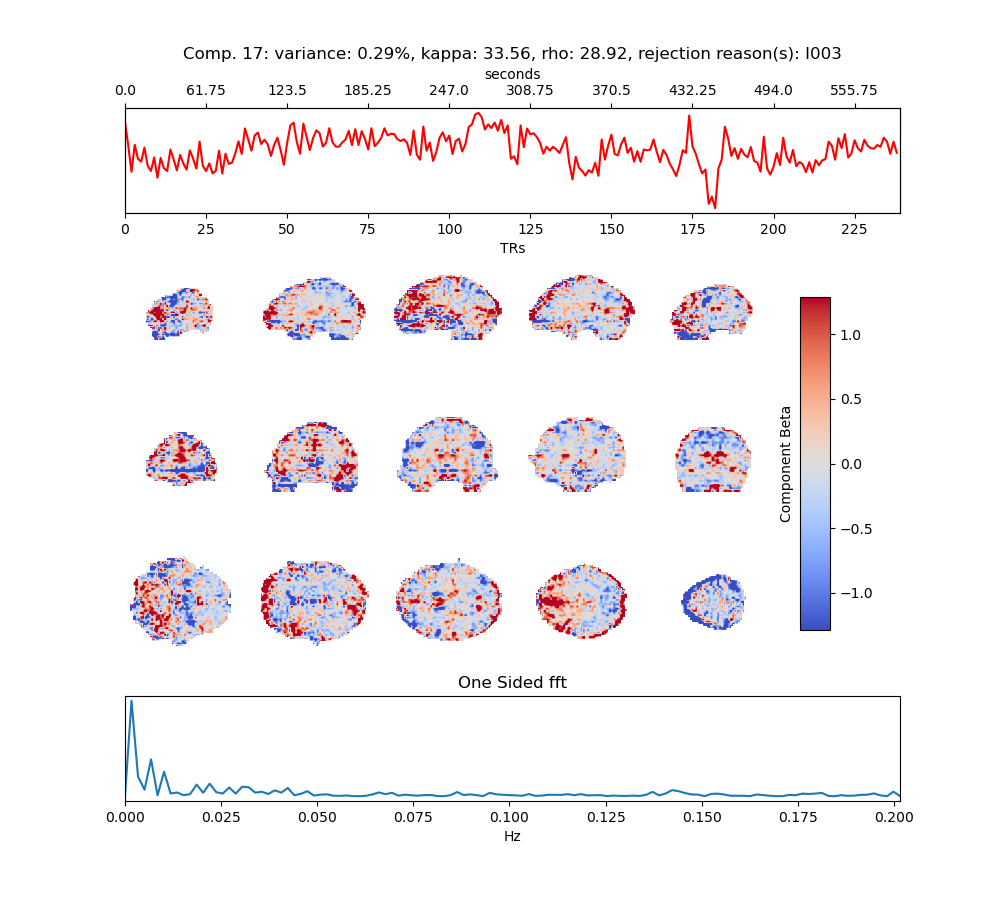 Comp. 17: variance: 0.29%, kappa: 33.56, rho: 28.92, rejection reason(s): I003
seconds
0.0 61.75 123.5 185.25 247.0 308.75 370.5 432.25 494.0 555.75
0 25 50 75 100 125 150 175 200 225
TRs
1.0
0.5
0.0
−0.5
−1.0
Component Beta
One Sided fft
0.000 0.025 0.050 0.075 0.100 0.125 0.150 0.175 0.200
Hz